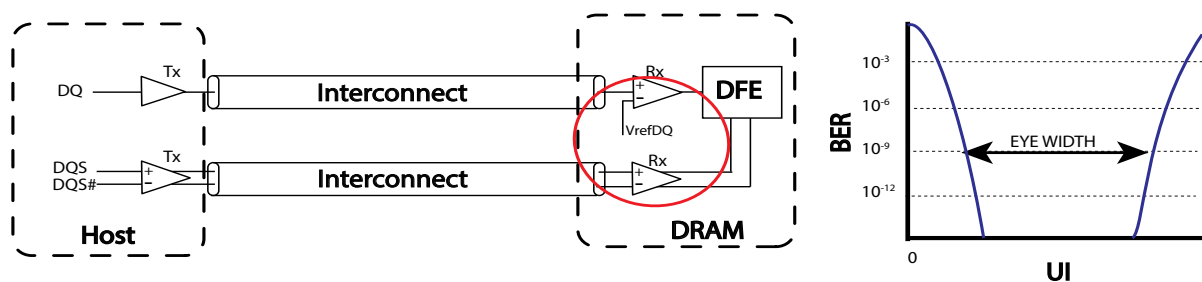 Tx
DQ
Interconnect
Rx
+
−
DFE
VrefDQ
Tx
DQS
DQS#
+
−
Interconnect
Rx
+
−
Host
DRAM
BER
10-3
10-6
10-9
10-12
EYE WIDTH
0
UI